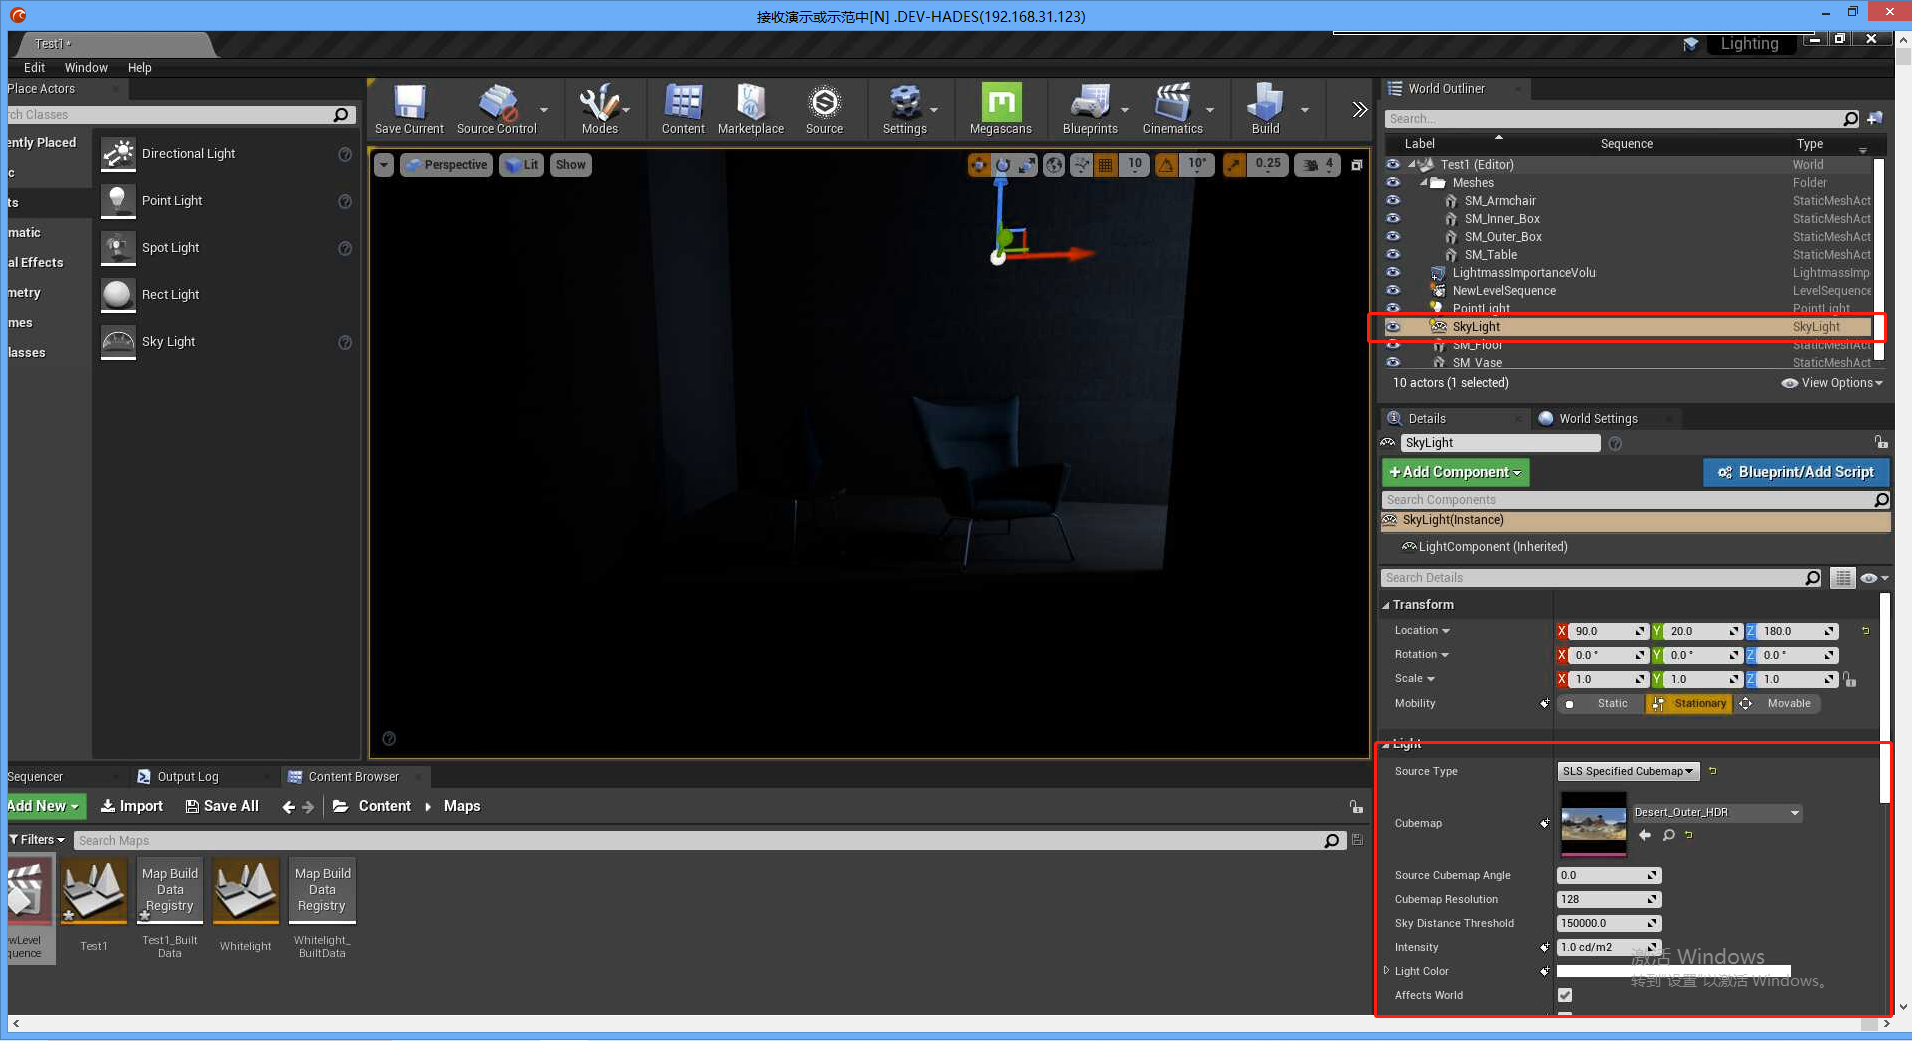 接收演示或示范中[N] .DEV-HADES(192.168.31.123)
Test1*
Lighting
Edit Window Help
Place Actors
rch Classes
ently Placed
c
ts
matic
al Effects
metry
mes
lasses
Directional Light
Point Light
Spot Light
Rect Light
Sky Light
Save Current
Source Control
Modes
Content
Marketplace
Source
Settings
Megascans
Blueprints
Cinematics
Build
Perspective
Lit
Show
10
10°
0.25
4
World Outliner
Search...
Label Sequence Type
Test1 (Editor) World
Meshes Folder
SM_Armchair StaticMeshAct
SM_Inner_Box StaticMeshAct
SM_Outer_Box StaticMeshAct
SM_Table StaticMeshAct
LightmassImportanceVolu LightmassImp
NewLevelSequence LevelSequence
PointLight PointLight
SkyLight SkyLight
SM_Floor StaticMeshAct
SM_Vase StaticMeshAct
10 actors (1 selected)
View Options
Details
World Settings
SkyLight
+Add Component
Blueprint/Add Script
Search Components
SkyLight(Instance)
LightComponent (Inherited)
Search Details
Transform
Location X 90.0 Y 20.0 Z 180.0
Rotation X 0.0 ° Y 0.0 ° Z 0.0 °
Scale X 1.0 Y 1.0 Z 1.0
Mobility Static Stationary Movable
Light
Source Type SLS Specified Cubemap
Cubemap Desert_Outer_HDR
Source Cubemap Angle 0.0
Cubemap Resolution 128
Sky Distance Threshold 150000.0
Intensity 1.0 cd/m2
Light Color
Affects World
激活 Windows
转到"设置"以激活 Windows。
Sequencer
Output Log
Content Browser
Add New
Import
Save All
Content
Maps
Filters
Search Maps
ewLevel
quence
Test1
Map Build
Data
Registry
Test1_Built
Data
Whitelight
Map Build
Data
Registry
Whitelight_
BuiltData